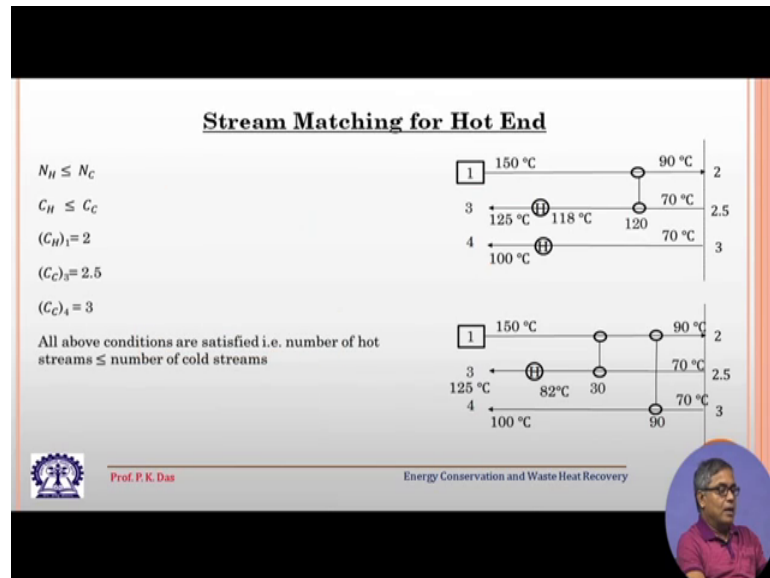 Stream Matching for Hot End
N_H ≤ N_C
C_H ≤ C_C
(C_H)_1= 2
(C_C)_3= 2.5
(C_C)_4 = 3
All above conditions are satisfied i.e. number of hot
streams ≤ number of cold streams
1 150 °C 90 °C 2
3 125 °C H 118 °C 120 70 °C 2.5
4 100 °C H 70 °C 3
1 150 °C 90 °C 2
3 125 °C H 82°C 30 70 °C 2.5
4 100 °C 90 70 °C 3
Prof. P. K. Das
Energy Conservation and Waste Heat Recovery